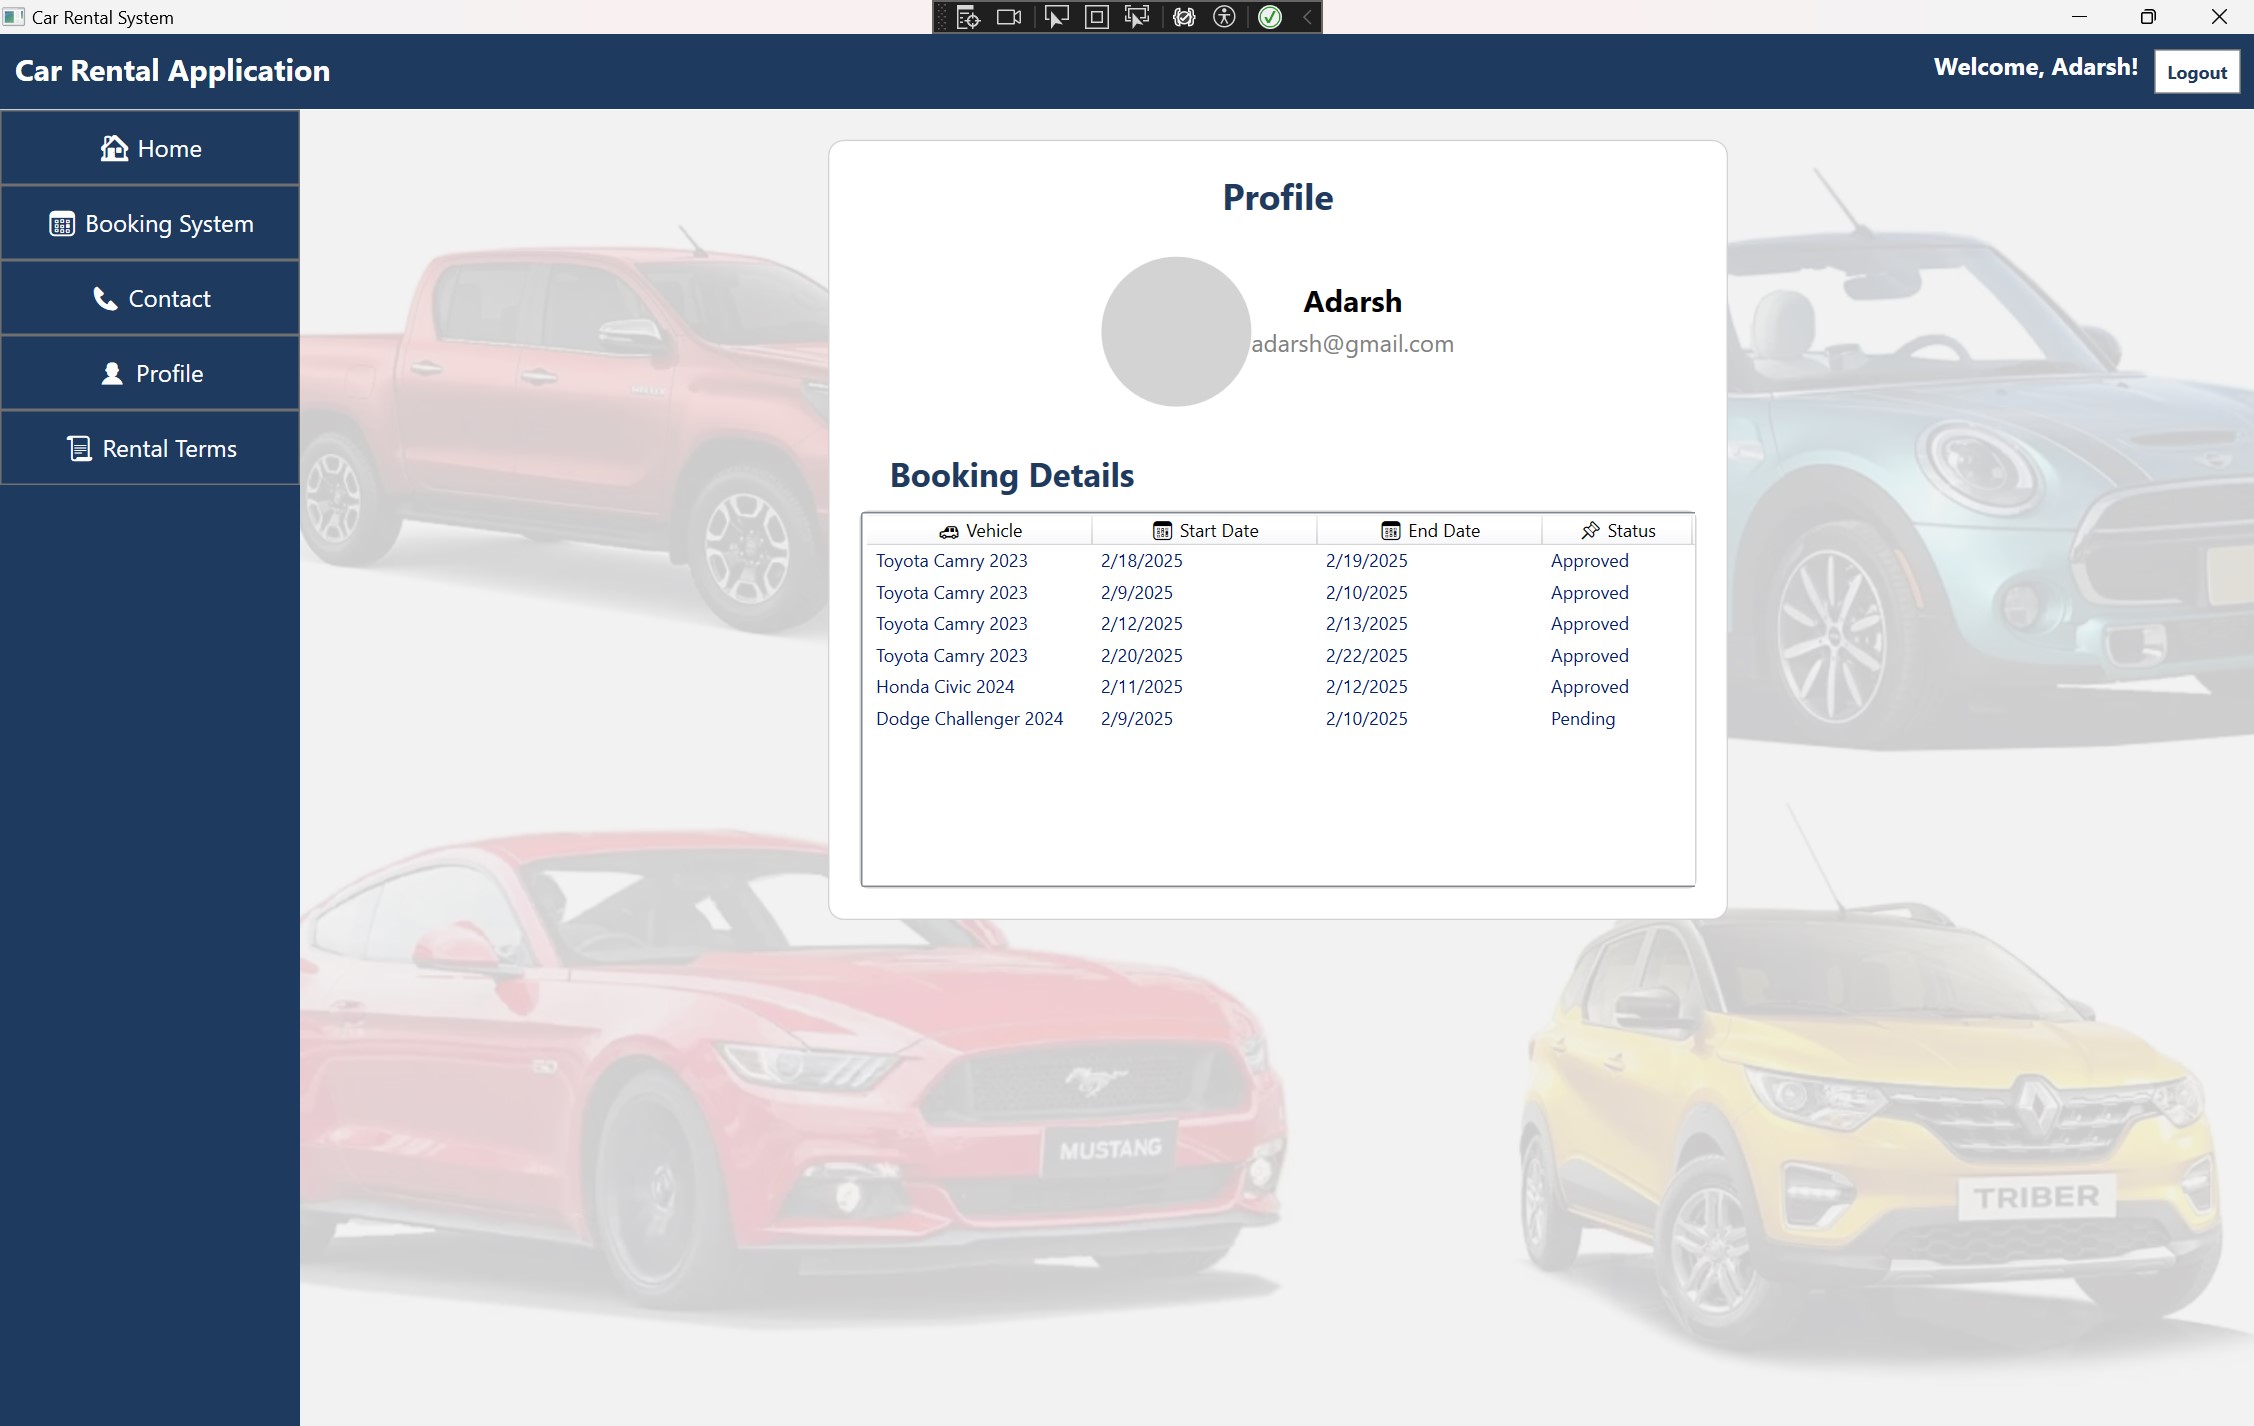 Car Rental System
Car Rental Application
Welcome, Adarsh!
Logout
Home
Booking System
Contact
Profile
Rental Terms
Profile
Adarsh
adarsh@gmail.com
Booking Details
Vehicle Start Date End Date Status
Toyota Camry 2023 2/18/2025 2/19/2025 Approved
Toyota Camry 2023 2/9/2025 2/10/2025 Approved
Toyota Camry 2023 2/12/2025 2/13/2025 Approved
Toyota Camry 2023 2/20/2025 2/22/2025 Approved
Honda Civic 2024 2/11/2025 2/12/2025 Approved
Dodge Challenger 2024 2/9/2025 2/10/2025 Pending
MUSTANG
TRIBER